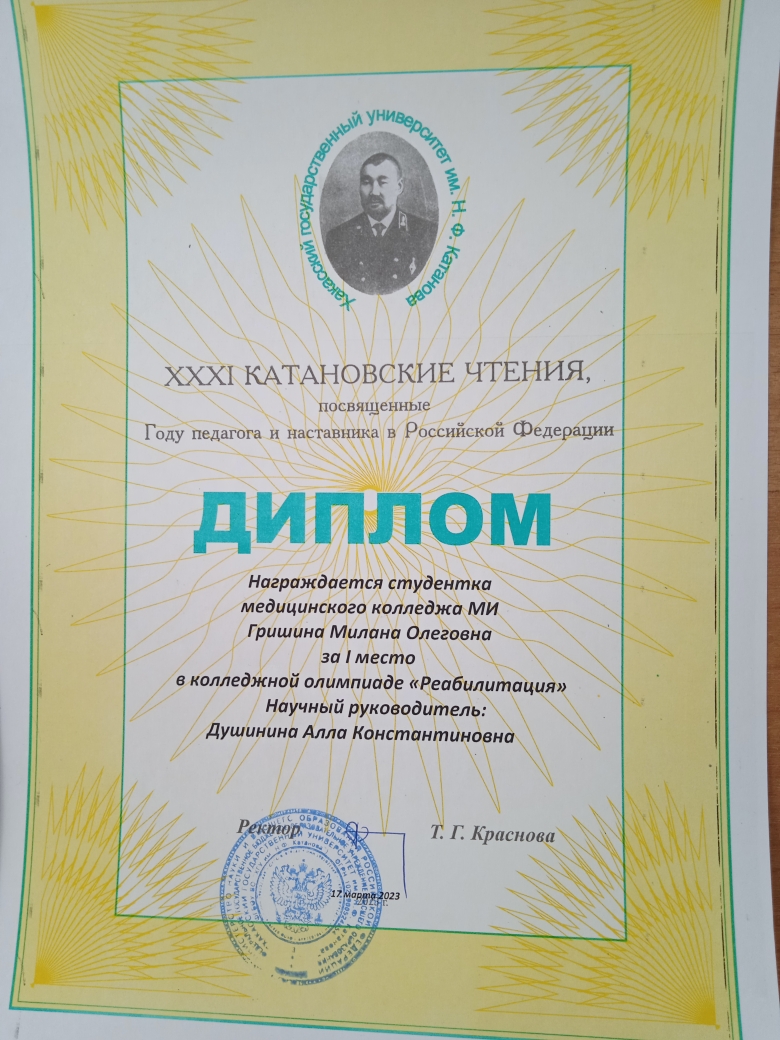 Хакасский государственный университет им. Н. Ф. Катанова
XXXI КАТАНОВСКИЕ ЧТЕНИЯ,
посвященные
Году педагога и наставника в Российской Федерации
ДИПЛОМ
Награждается студентка
медицинского колледжа МИ
Гришина Милана Олеговна
за I место
в колледжной олимпиаде «Реабилитация»
Научный руководитель:
Душинина Алла Константиновна
Ректор
Т. Г. Краснова
17 марта 2023